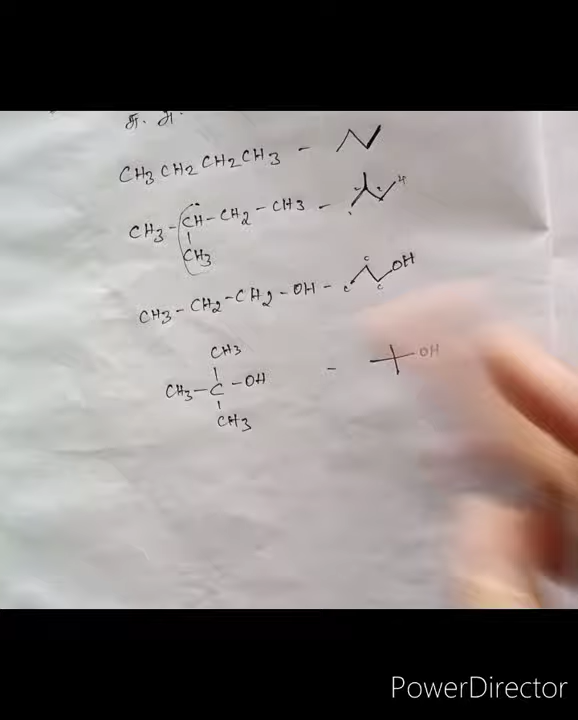 CH3 CH2 CH2 CH3 -
CH3 - CH - CH2 - CH3 - 4
CH3
CH3 - CH2 - CH2 - OH - c c c OH
CH3
CH3 - C - OH - OH
CH3
PowerDirector